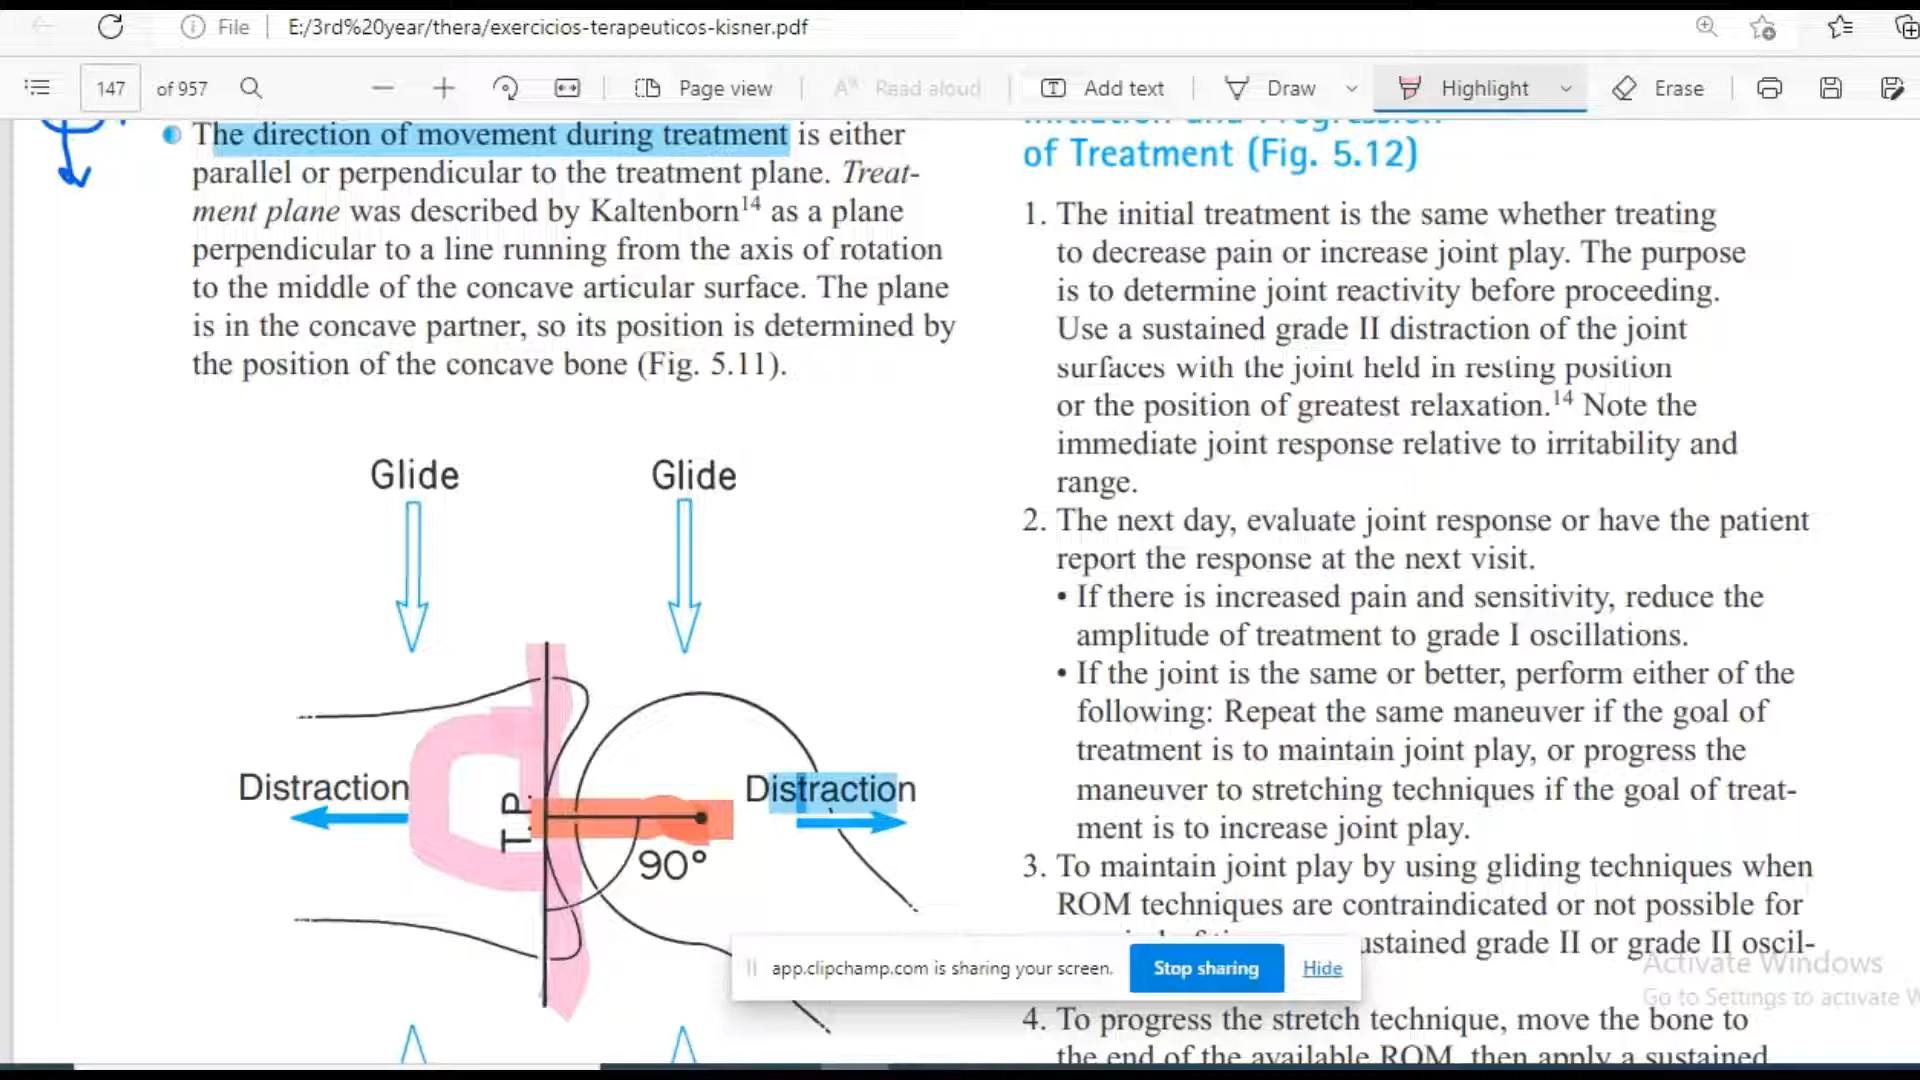 File
E:/3rd%20year/thera/exercicios-terapeuticos-kisner.pdf
147 of 957
Page view
Read aloud
Add text
Draw
Highlight
Erase
The direction of movement during treatment is either
parallel or perpendicular to the treatment plane. Treat-
ment plane was described by Kaltenborn14 as a plane
perpendicular to a line running from the axis of rotation
to the middle of the concave articular surface. The plane
is in the concave partner, so its position is determined by
the position of the concave bone (Fig. 5.11).
Glide
Glide
Distraction
T.P.
Distraction
90°
Initiation and Progression
of Treatment (Fig. 5.12)
1. The initial treatment is the same whether treating
to decrease pain or increase joint play. The purpose
is to determine joint reactivity before proceeding.
Use a sustained grade II distraction of the joint
surfaces with the joint held in resting position
or the position of greatest relaxation.14 Note the
immediate joint response relative to irritability and
range.
2. The next day, evaluate joint response or have the patient
report the response at the next visit.
• If there is increased pain and sensitivity, reduce the
amplitude of treatment to grade I oscillations.
• If the joint is the same or better, perform either of the
following: Repeat the same maneuver if the goal of
treatment is to maintain joint play, or progress the
maneuver to stretching techniques if the goal of treat-
ment is to increase joint play.
3. To maintain joint play by using gliding techniques when
ROM techniques are contraindicated or not possible for
ustained grade II or grade II oscil-
4. To progress the stretch technique, move the bone to
the end of the available ROM, then apply a sustained
app.clipchamp.com is sharing your screen.
Stop sharing
Hide
Activate Windows
Go to Settings to activate W